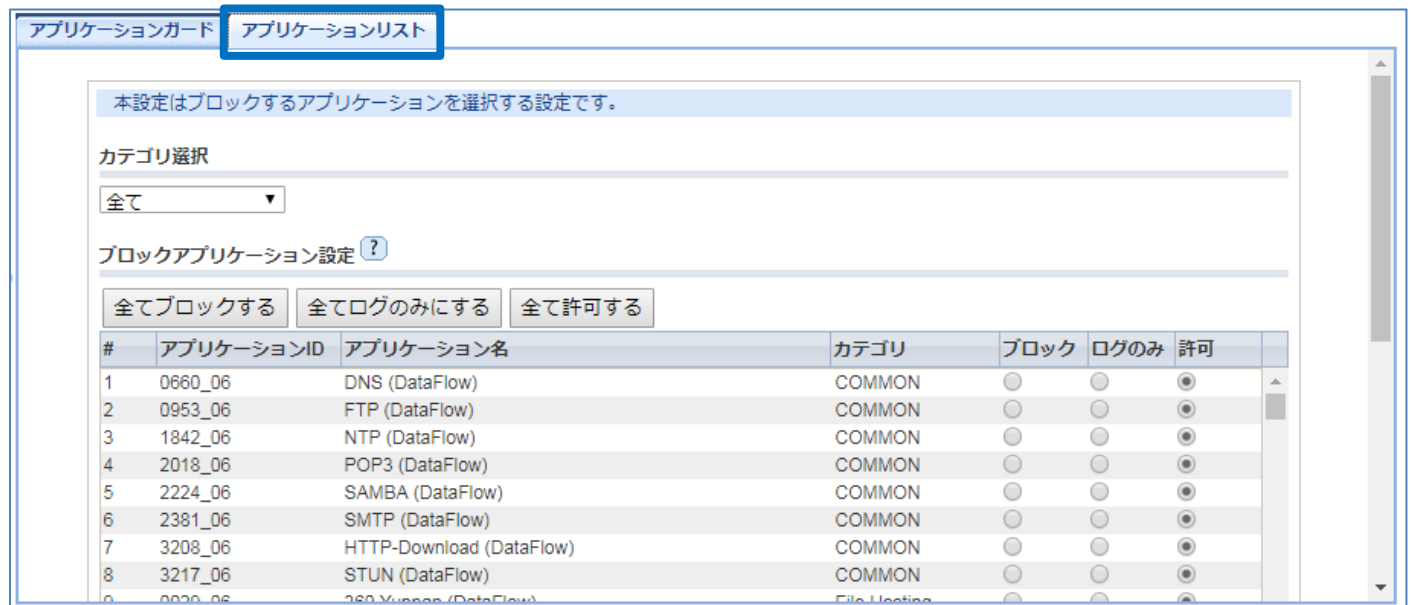 アプリケーションガード アプリケーションリスト
本設定はブロックするアプリケーションを選択する設定です。
カテゴリ選択
全て
ブロックアプリケーション設定 ?
全てブロックする 全てログのみにする 全て許可する
# アプリケーションID アプリケーション名 カテゴリ ブロック ログのみ 許可
1 0660_06 DNS (DataFlow) COMMON
2 0953_06 FTP (DataFlow) COMMON
3 1842_06 NTP (DataFlow) COMMON
4 2018_06 POP3 (DataFlow) COMMON
5 2224_06 SAMBA (DataFlow) COMMON
6 2381_06 SMTP (DataFlow) COMMON
7 3208_06 HTTP-Download (DataFlow) COMMON
8 3217_06 STUN (DataFlow) COMMON
9 360 Yunpan (DataFlow) File Hosting